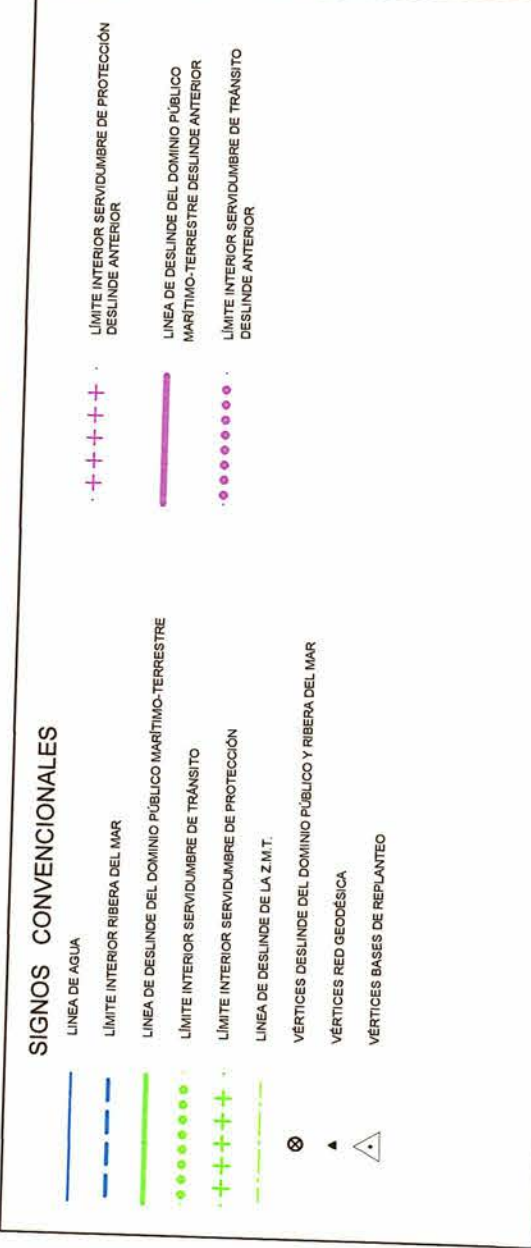 SIGNOS CONVENCIONALES
LINEA DE AGUA
LÍMITE INTERIOR RIBERA DEL MAR
LINEA DE DESLINDE DEL DOMINIO PÚBLICO MARÍTIMO-TERRESTRE
LÍMITE INTERIOR SERVIDUMBRE DE TRÁNSITO
LÍMITE INTERIOR SERVIDUMBRE DE PROTECCIÓN
LINEA DE DESLINDE DE LA Z.M.T.
VÉRTICES DESLINDE DEL DOMINIO PÚBLICO Y RIBERA DEL MAR
VÉRTICES RED GEODÉSICA
VÉRTICES BASES DE REPLANTEO
LÍMITE INTERIOR SERVIDUMBRE DE PROTECCIÓN
DESLINDE ANTERIOR
LINEA DE DESLINDE DEL DOMINIO PÚBLICO
MARÍTIMO-TERRESTRE DESLINDE ANTERIOR
LÍMITE INTERIOR SERVIDUMBRE DE TRÁNSITO
DESLINDE ANTERIOR